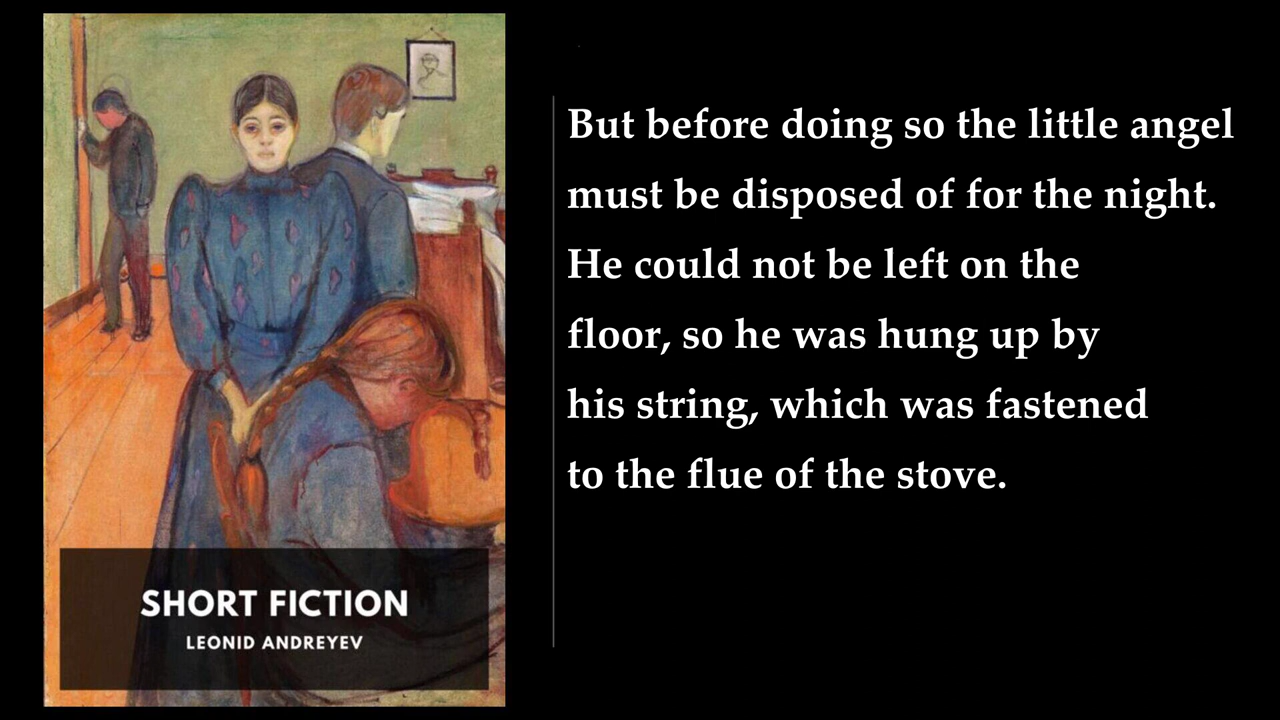 SHORT FICTION
LEONID ANDREYEV
But before doing so the little angel
must be disposed of for the night.
He could not be left on the
floor, so he was hung up by
his string, which was fastened
to the flue of the stove.